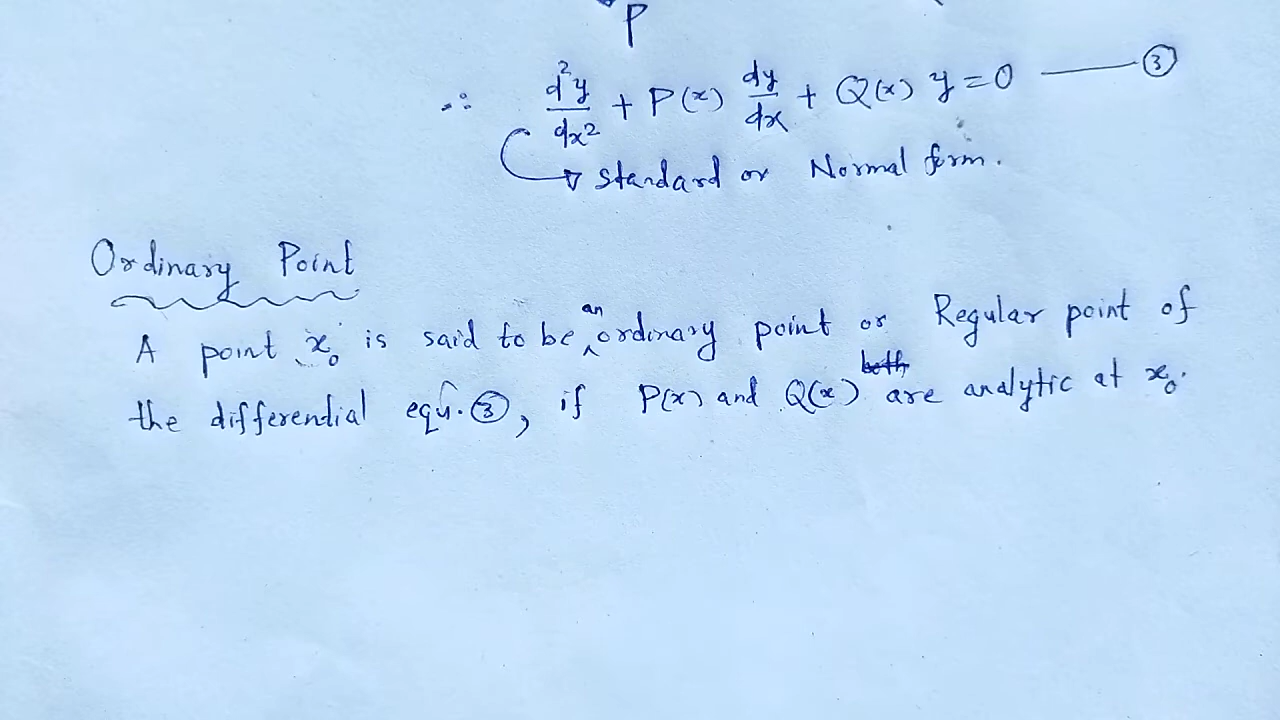 P
∴ d²y/dx² + P(x) dy/dx + Q(x) y = 0 —— ③
→ standard or Normal form.
Ordinary Point
A point x₀ is said to be an ordinary point or Regular point of
the differential equn. ③, if P(x) and Q(x) both are analytic at x₀.